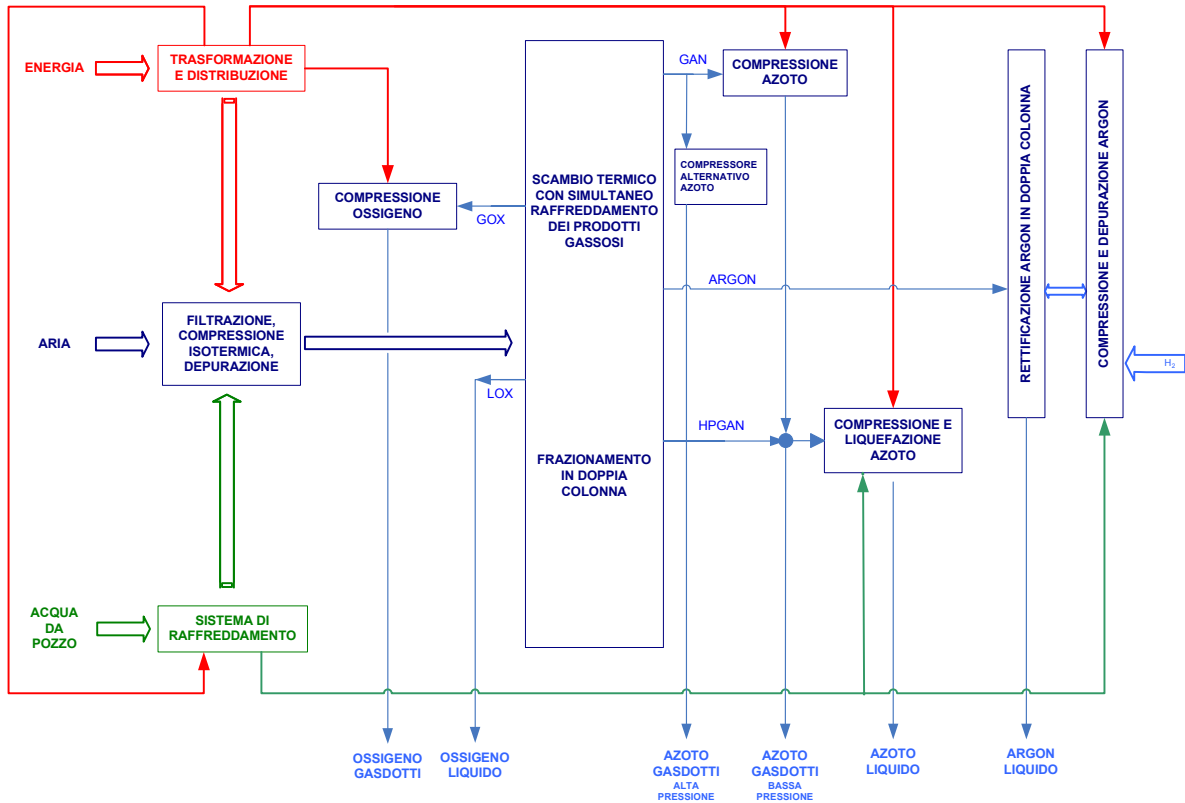 ENERGIA
TRASFORMAZIONE
E DISTRIBUZIONE
GAN
COMPRESSIONE
AZOTO
COMPRESSORE
ALTERNATIVO
AZOTO
COMPRESSIONE
OSSIGENO
GOX
SCAMBIO TERMICO
CON SIMULTANEO
RAFFREDDAMENTO
DEI PRODOTTI
GASSOSI
ARGON
RETTIFICAZIONE ARGON IN DOPPIA COLONNA
COMPRESSIONE E DEPURAZIONE ARGON
ARIA
FILTRAZIONE,
COMPRESSIONE
ISOTERMICA,
DEPURAZIONE
H2
LOX
HPGAN
COMPRESSIONE E
LIQUEFAZIONE
AZOTO
FRAZIONAMENTO
IN DOPPIA
COLONNA
ACQUA
DA
POZZO
SISTEMA DI
RAFFREDDAMENTO
OSSIGENO
GASDOTTI
OSSIGENO
LIQUIDO
AZOTO
GASDOTTI
ALTA
PRESSIONE
AZOTO
GASDOTTI
BASSA
PRESSIONE
AZOTO
LIQUIDO
ARGON
LIQUIDO